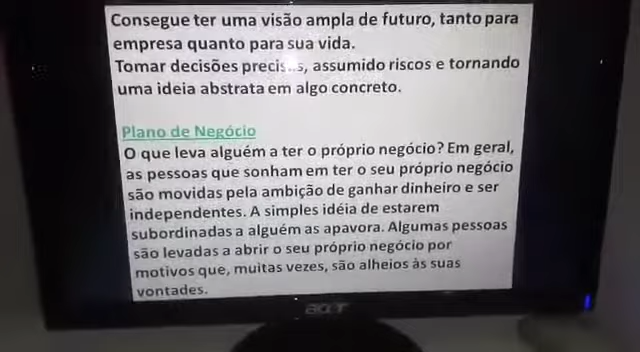 Consegue ter uma visão ampla de futuro, tanto para
empresa quanto para sua vida.
Tomar decisões precisas, assumido riscos e tornando
uma ideia abstrata em algo concreto.
Plano de Negócio
O que leva alguém a ter o próprio negócio? Em geral,
as pessoas que sonham em ter o seu próprio negócio
são movidas pela ambição de ganhar dinheiro e ser
independentes. A simples idéia de estarem
subordinadas a alguém as apavora. Algumas pessoas
são levadas a abrir o seu próprio negócio por
motivos que, muitas vezes, são alheios às suas
vontades.
acer